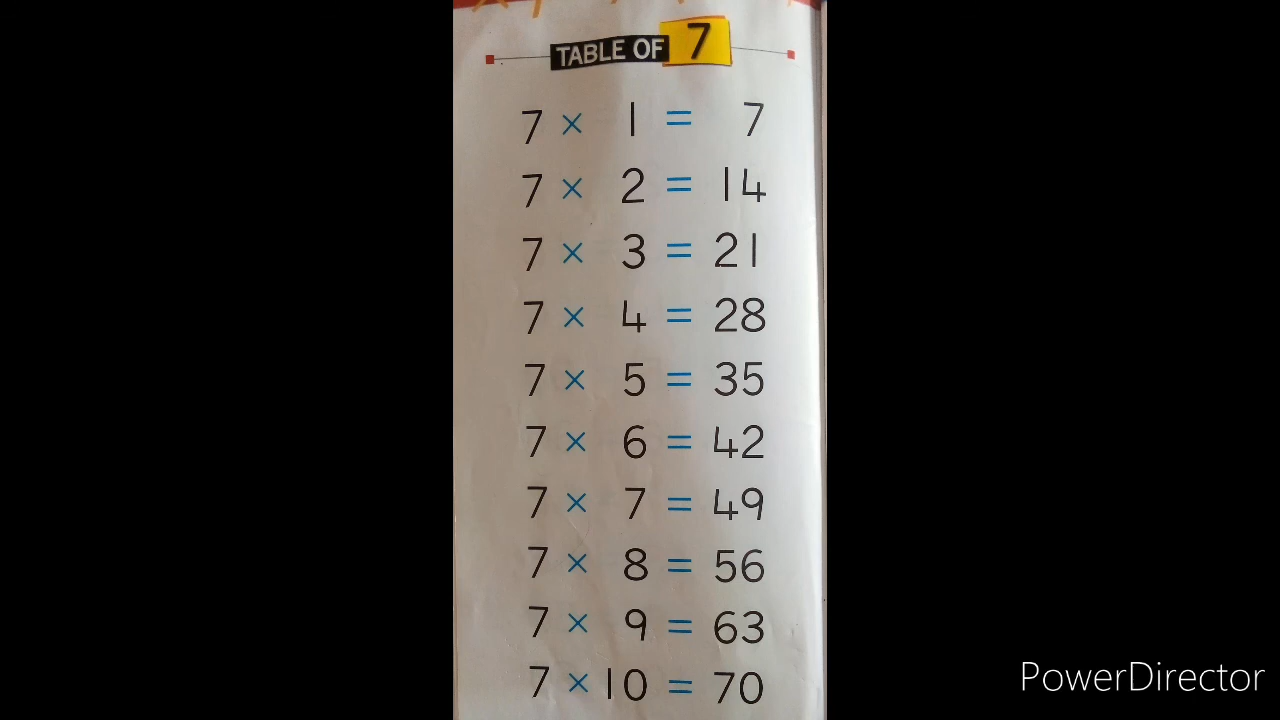 TABLE OF 7
7 × 1 = 7
7 × 2 = 14
7 × 3 = 21
7 × 4 = 28
7 × 5 = 35
7 × 6 = 42
7 × 7 = 49
7 × 8 = 56
7 × 9 = 63
7 × 10 = 70
PowerDirector